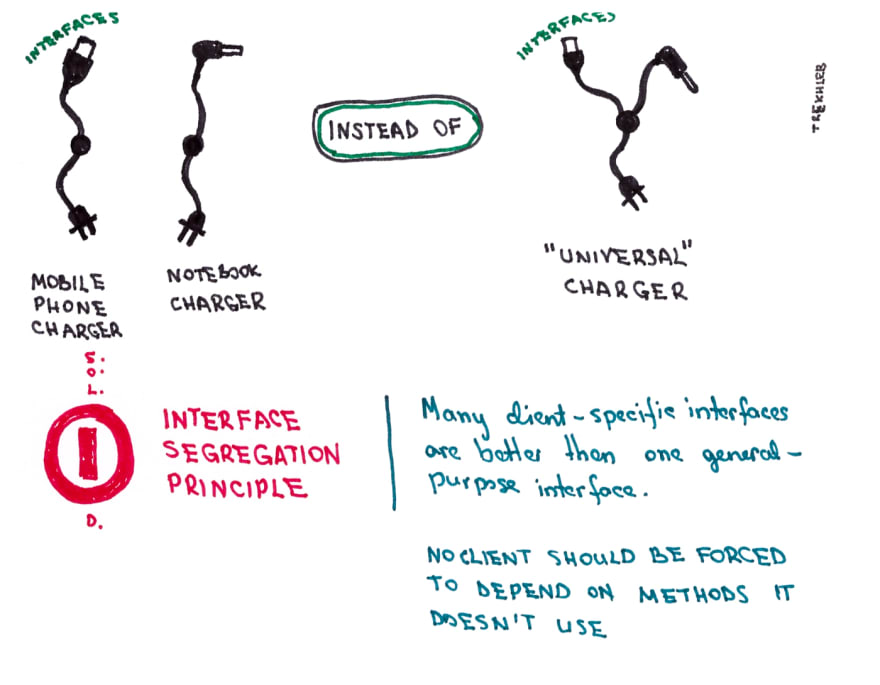 INTERFACES
INTERFACES
INSTEAD OF
TREKHLEB
MOBILE
PHONE
CHARGER
NOTEBOOK
CHARGER
"UNIVERSAL"
CHARGER
S.
O.
L.
I
D.
INTERFACE
SEGREGATION
PRINCIPLE
Many client-specific interfaces
are better than one general-
purpose interface.
NO CLIENT SHOULD BE FORCED
TO DEPEND ON METHODS IT
DOESN'T USE